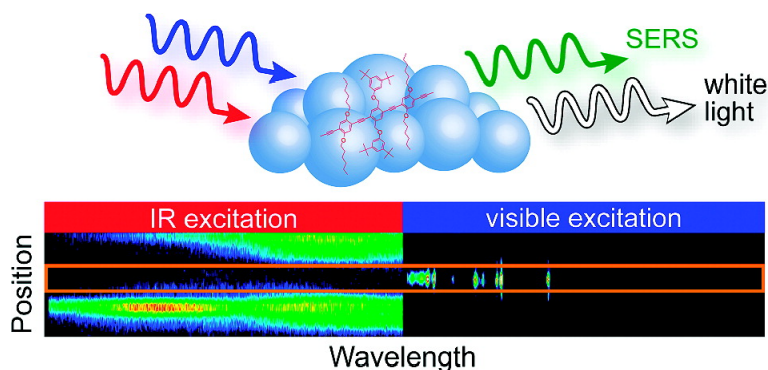 SERS
white
light
IR excitation
visible excitation
Position
Wavelength